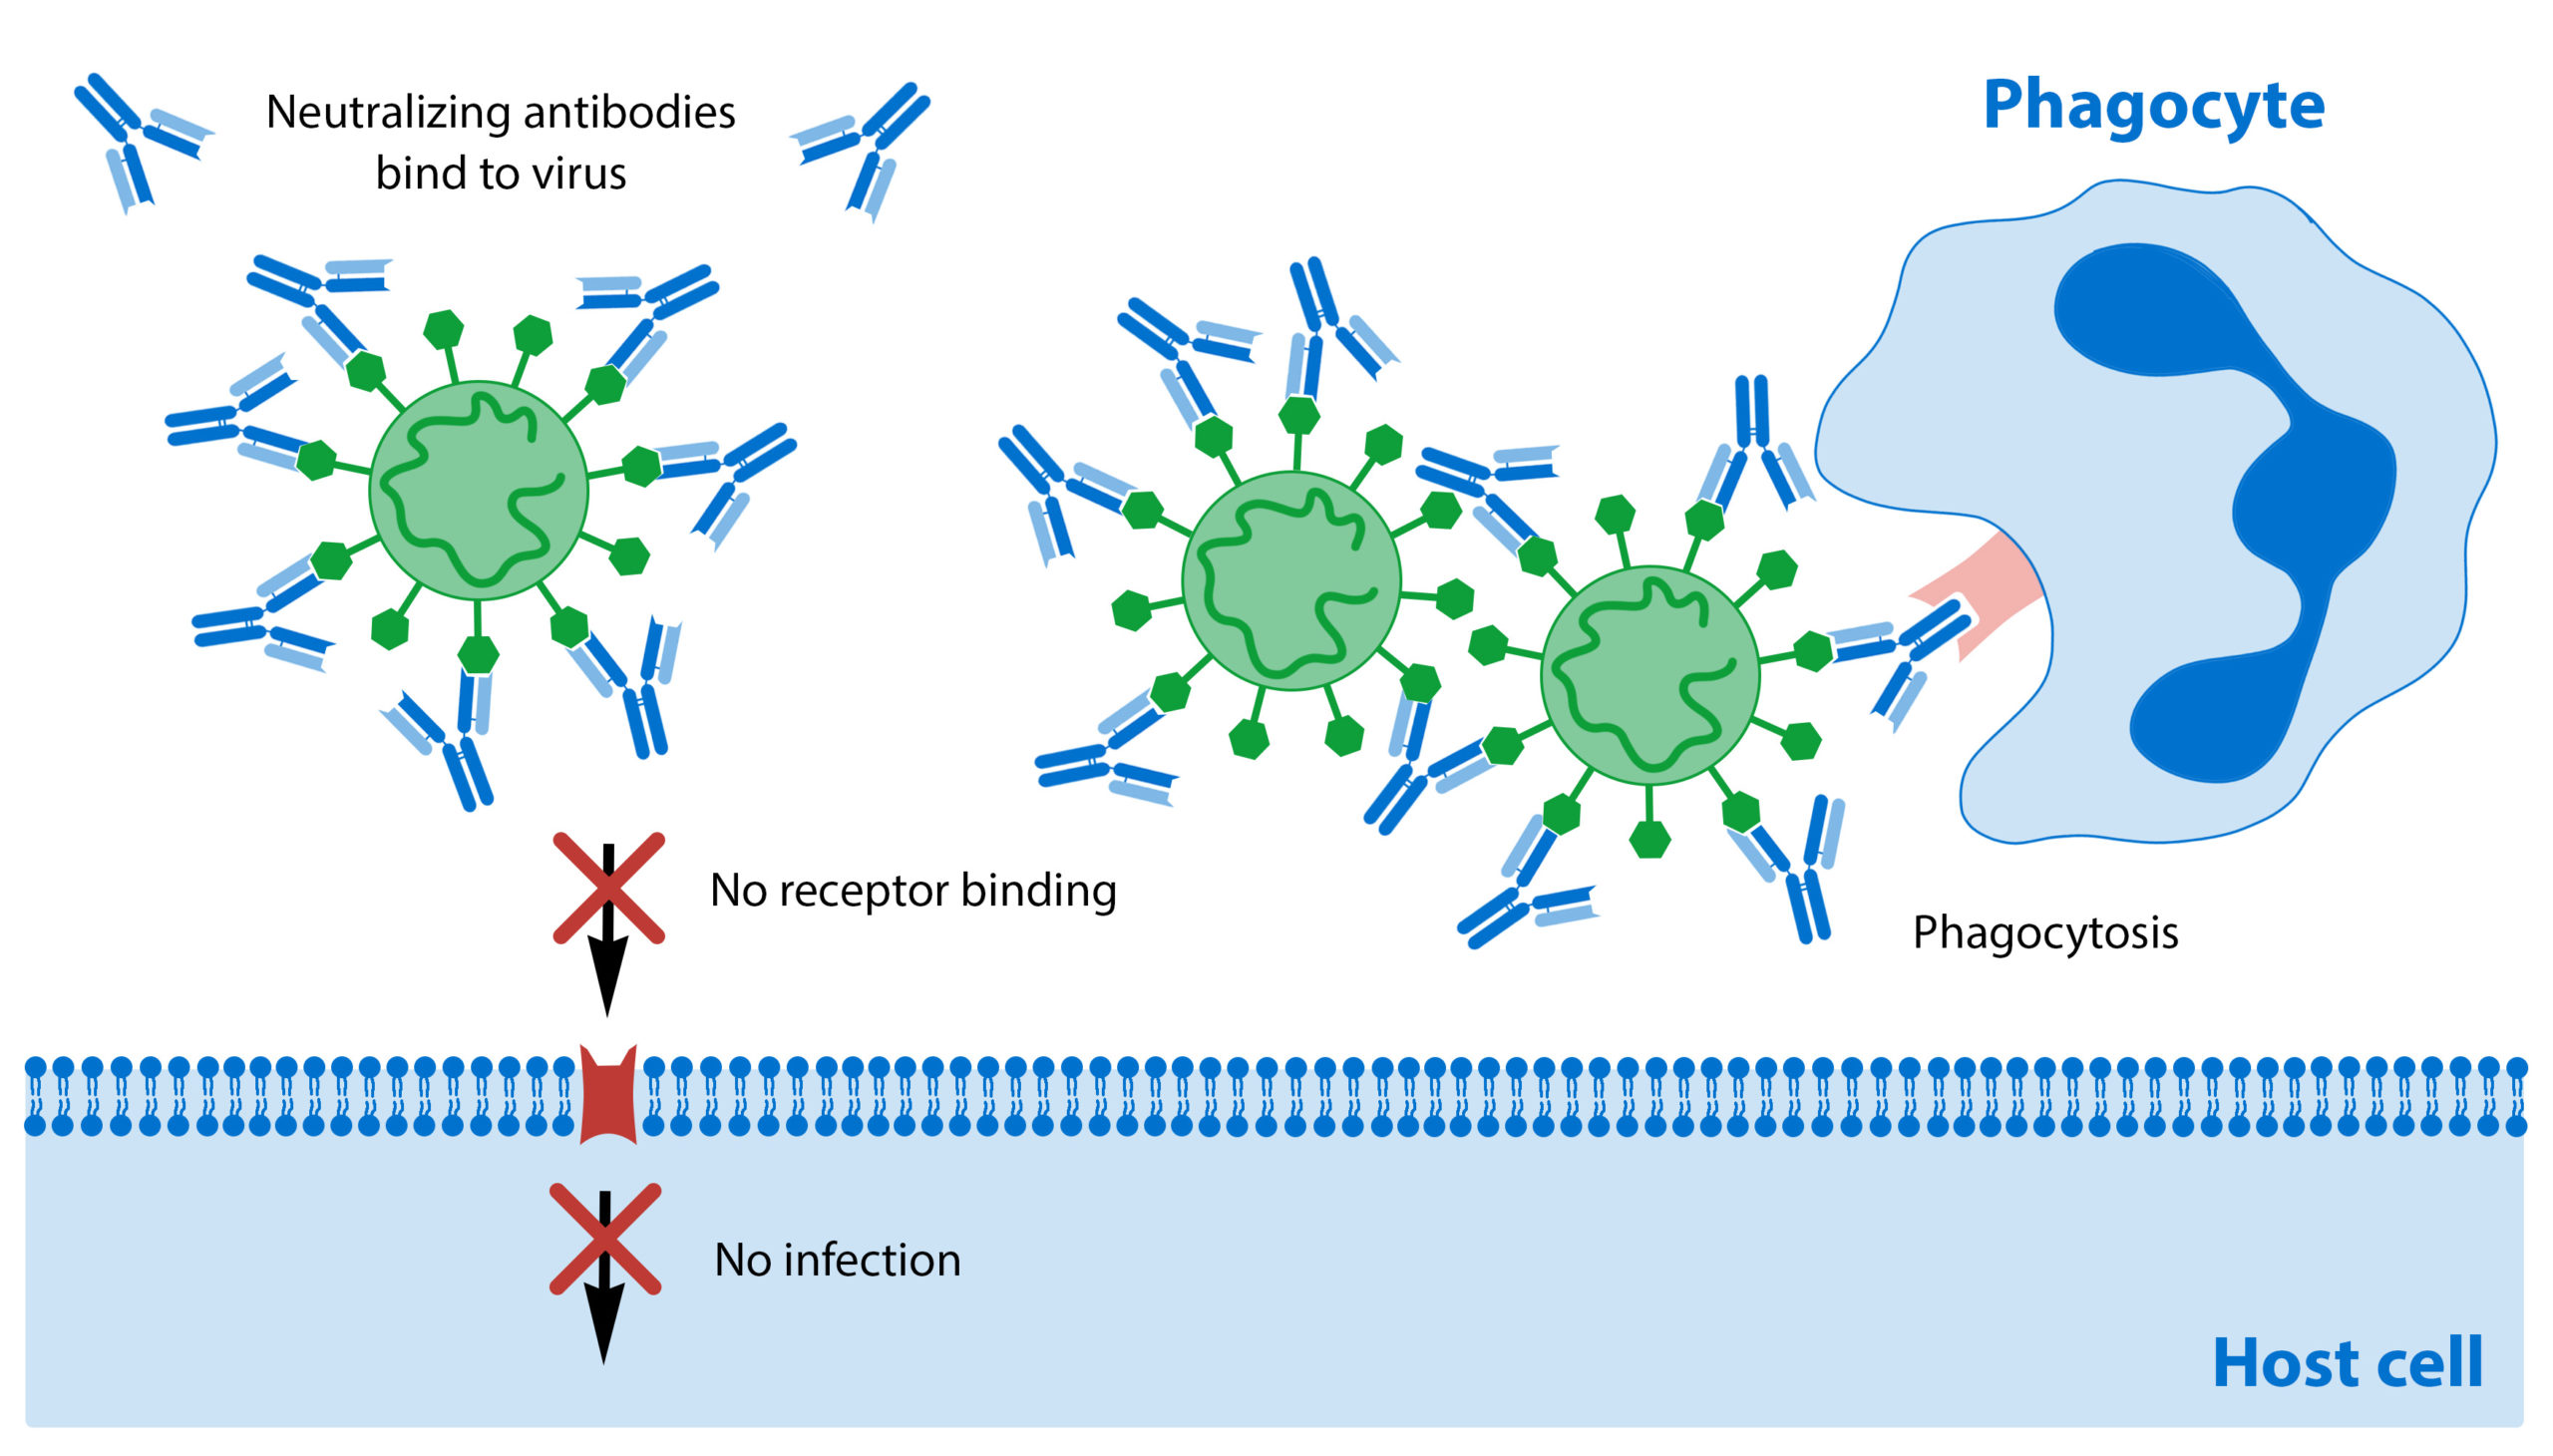 Neutralizing antibodies
bind to virus
Phagocyte
No receptor binding
Phagocytosis
No infection
Host cell